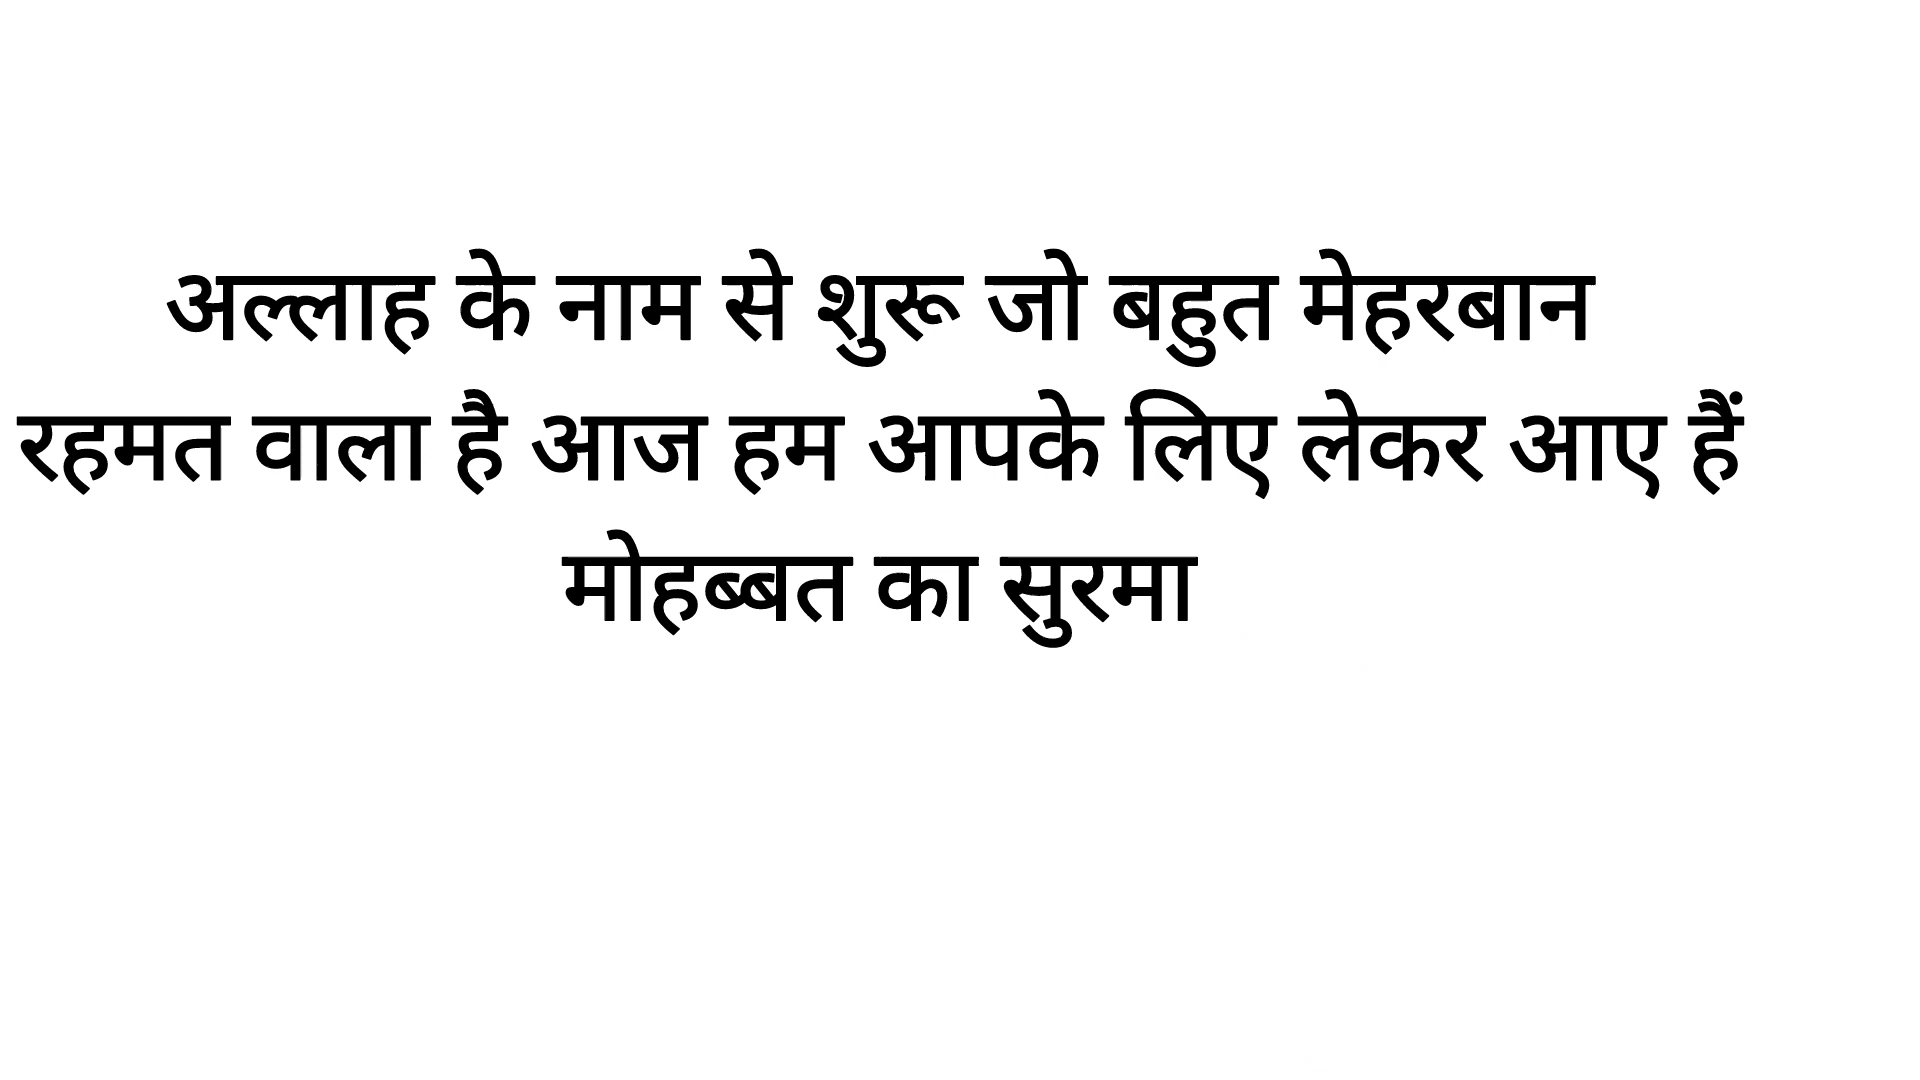 अल्लाह के नाम से शुरू जो बहुत मेहरबान
रहमत वाला है आज हम आपके लिए लेकर आए हैं
मोहब्बत का सुरमा